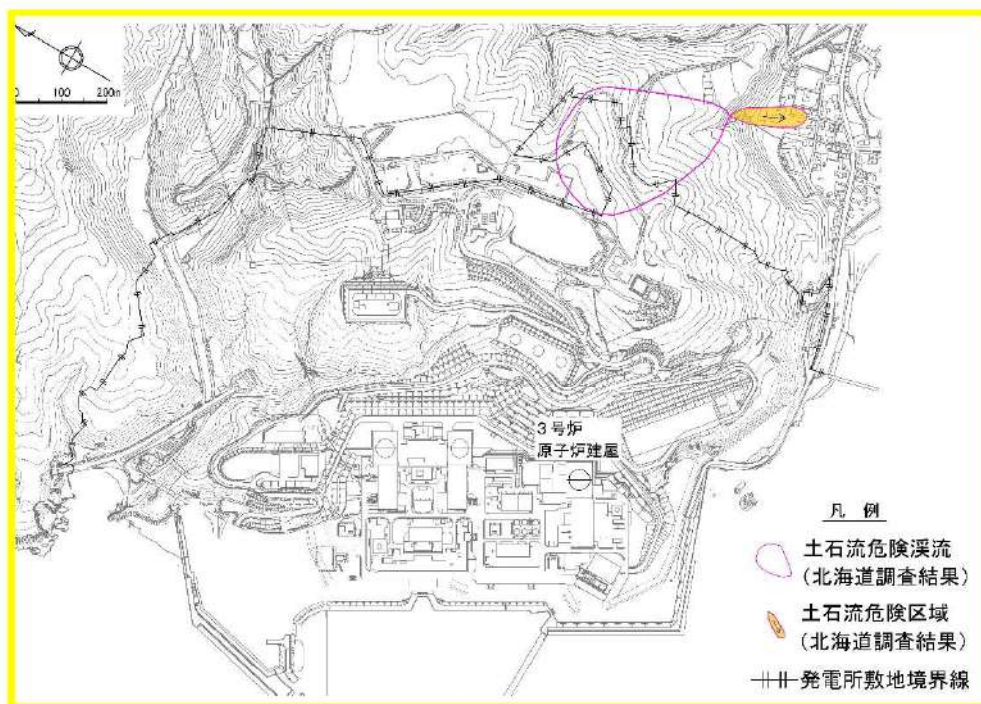 0 100 200m
3号炉
原子炉建屋
凡 例
土石流危険渓流
(北海道調査結果)
土石流危険区域
(北海道調査結果)
発電所敷地境界線